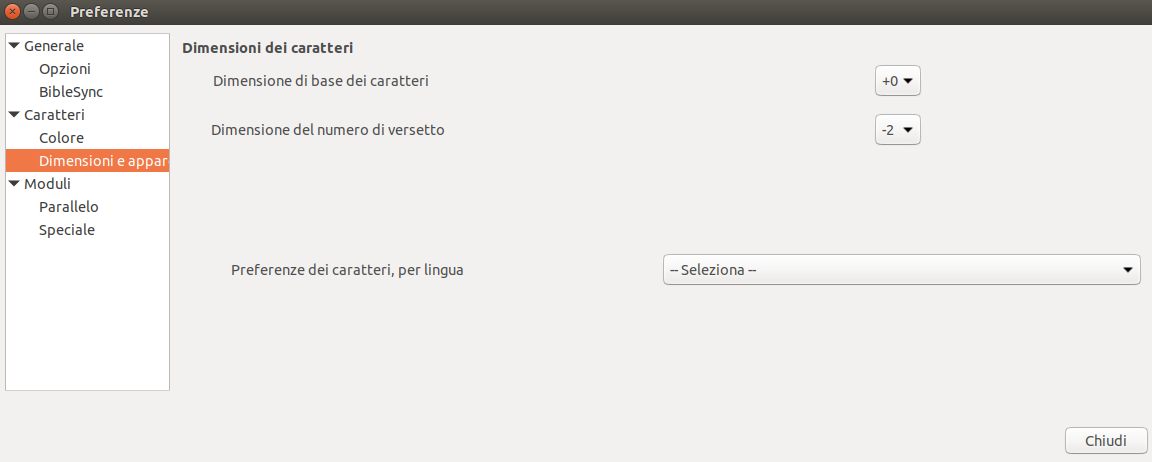 Preferenze
Generale
Opzioni
BibleSync
Caratteri
Colore
Dimensioni e appar
Moduli
Parallelo
Speciale
Dimensioni dei caratteri
Dimensione di base dei caratteri +0
Dimensione del numero di versetto -2
Preferenze dei caratteri, per lingua -- Seleziona --
Chiudi